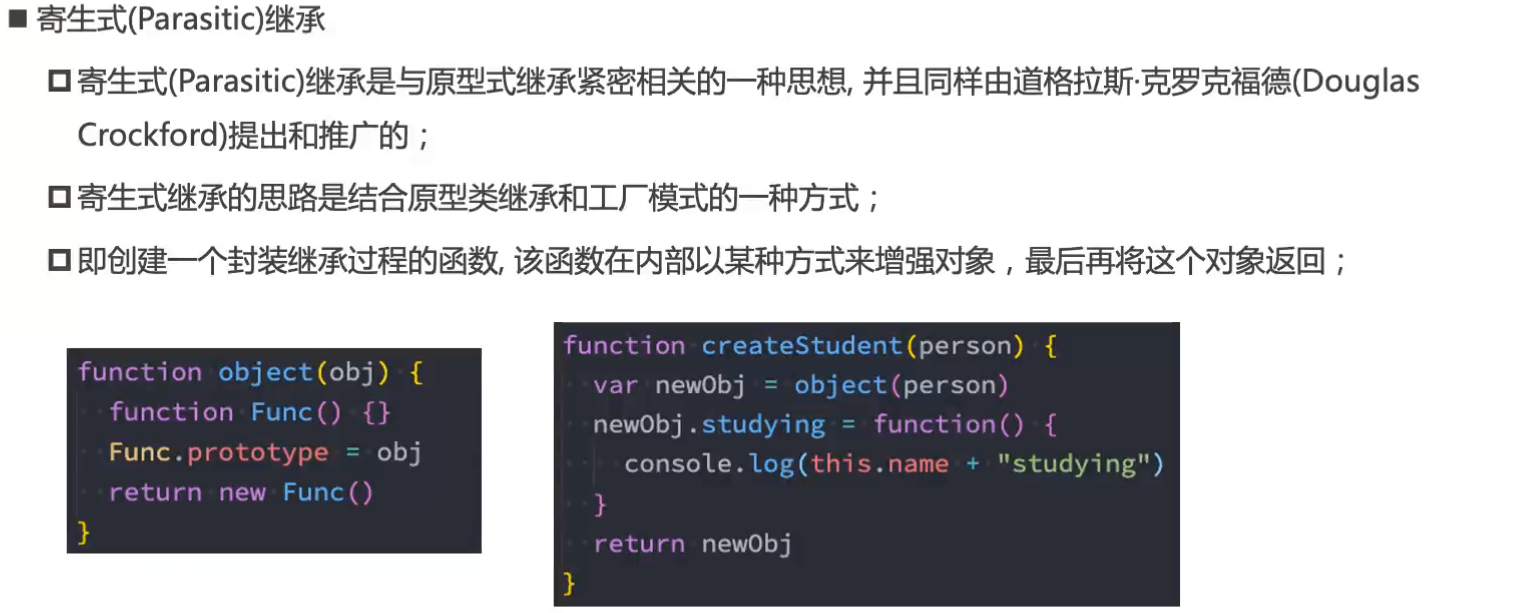 寄生式(Parasitic)继承
寄生式(Parasitic)继承是与原型式继承紧密相关的一种思想, 并且同样由道格拉斯·克罗克福德(Douglas
Crockford)提出和推广的；
寄生式继承的思路是结合原型类继承和工厂模式的一种方式；
即创建一个封装继承过程的函数, 该函数在内部以某种方式来增强对象，最后再将这个对象返回；
function object(obj) {
  function Func() {}
  Func.prototype = obj
  return new Func()
}
function createStudent(person) {
  var newObj = object(person)
  newObj.studying = function() {
    console.log(this.name + "studying")
  }
  return newObj
}